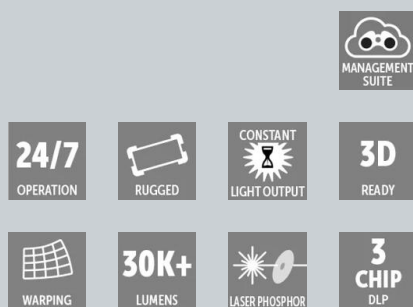 MANAGEMENT
SUITE
24/7
OPERATION
RUGGED
CONSTANT
LIGHT OUTPUT
3D
READY
WARPING
30K+
LUMENS
LASER PHOSPHOR
3
CHIP
DLP